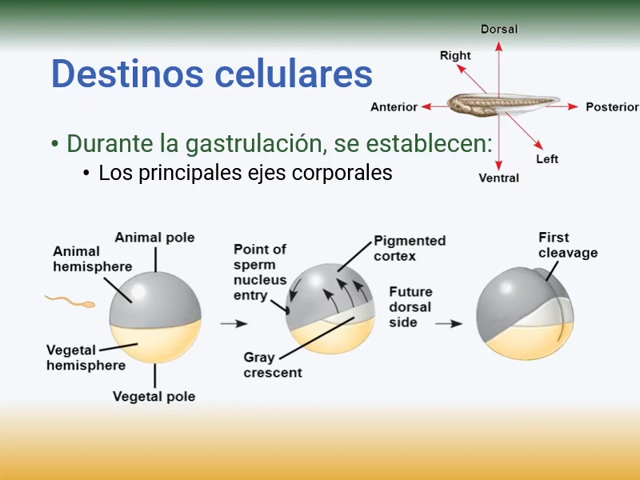 Destinos celulares
• Durante la gastrulación, se establecen:
• Los principales ejes corporales
Dorsal
Right
Anterior
Posterior
Left
Ventral
Animal pole
Animal
hemisphere
Vegetal
hemisphere
Vegetal pole
Point of
sperm
nucleus
entry
Pigmented
cortex
Gray
crescent
Future
dorsal
side
First
cleavage